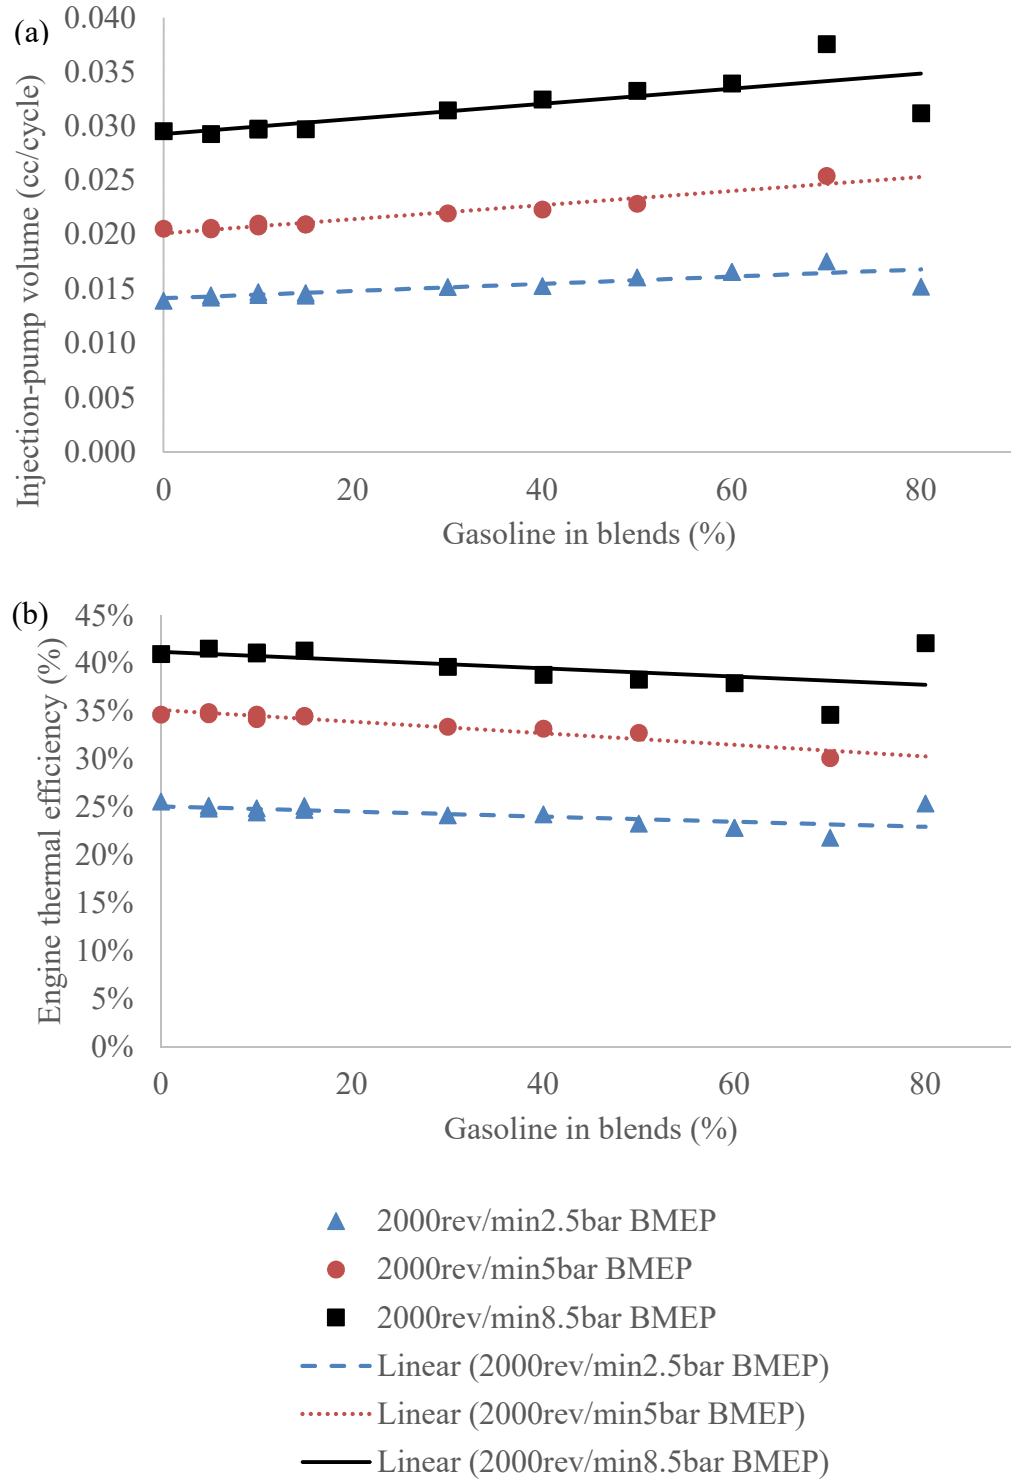 (a)
Injection-pump volume (cc/cycle)
0.040
0.035
0.030
0.025
0.020
0.015
0.010
0.005
0.000
0 20 40 60 80
Gasoline in blends (%)
(b)
Engine thermal efficiency (%)
45%
40%
35%
30%
25%
20%
15%
10%
5%
0%
0 20 40 60 80
Gasoline in blends (%)
2000rev/min2.5bar BMEP
2000rev/min5bar BMEP
2000rev/min8.5bar BMEP
Linear (2000rev/min2.5bar BMEP)
Linear (2000rev/min5bar BMEP)
Linear (2000rev/min8.5bar BMEP)